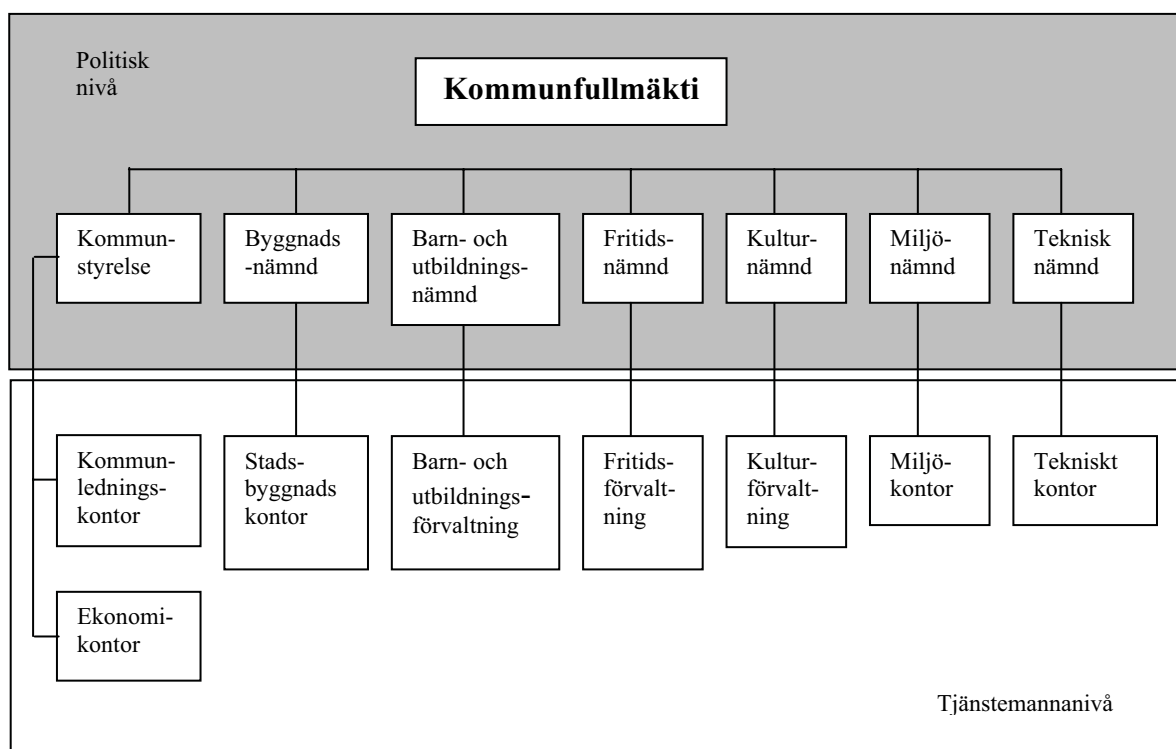 Politisk
nivå
Kommunfullmäkti
Kommun-
styrelse
Byggnads
-nämnd
Barn- och
utbildnings-
nämnd
Fritids-
nämnd
Kultur-
nämnd
Miljö-
nämnd
Teknisk
nämnd
Kommun-
lednings-
kontor
Stads-
byggnads
kontor
Barn- och
utbildnings-
förvaltning
Fritids-
förvalt-
ning
Kultur-
förvalt-
ning
Miljö-
kontor
Tekniskt
kontor
Ekonomi-
kontor
Tjänstemannanivå